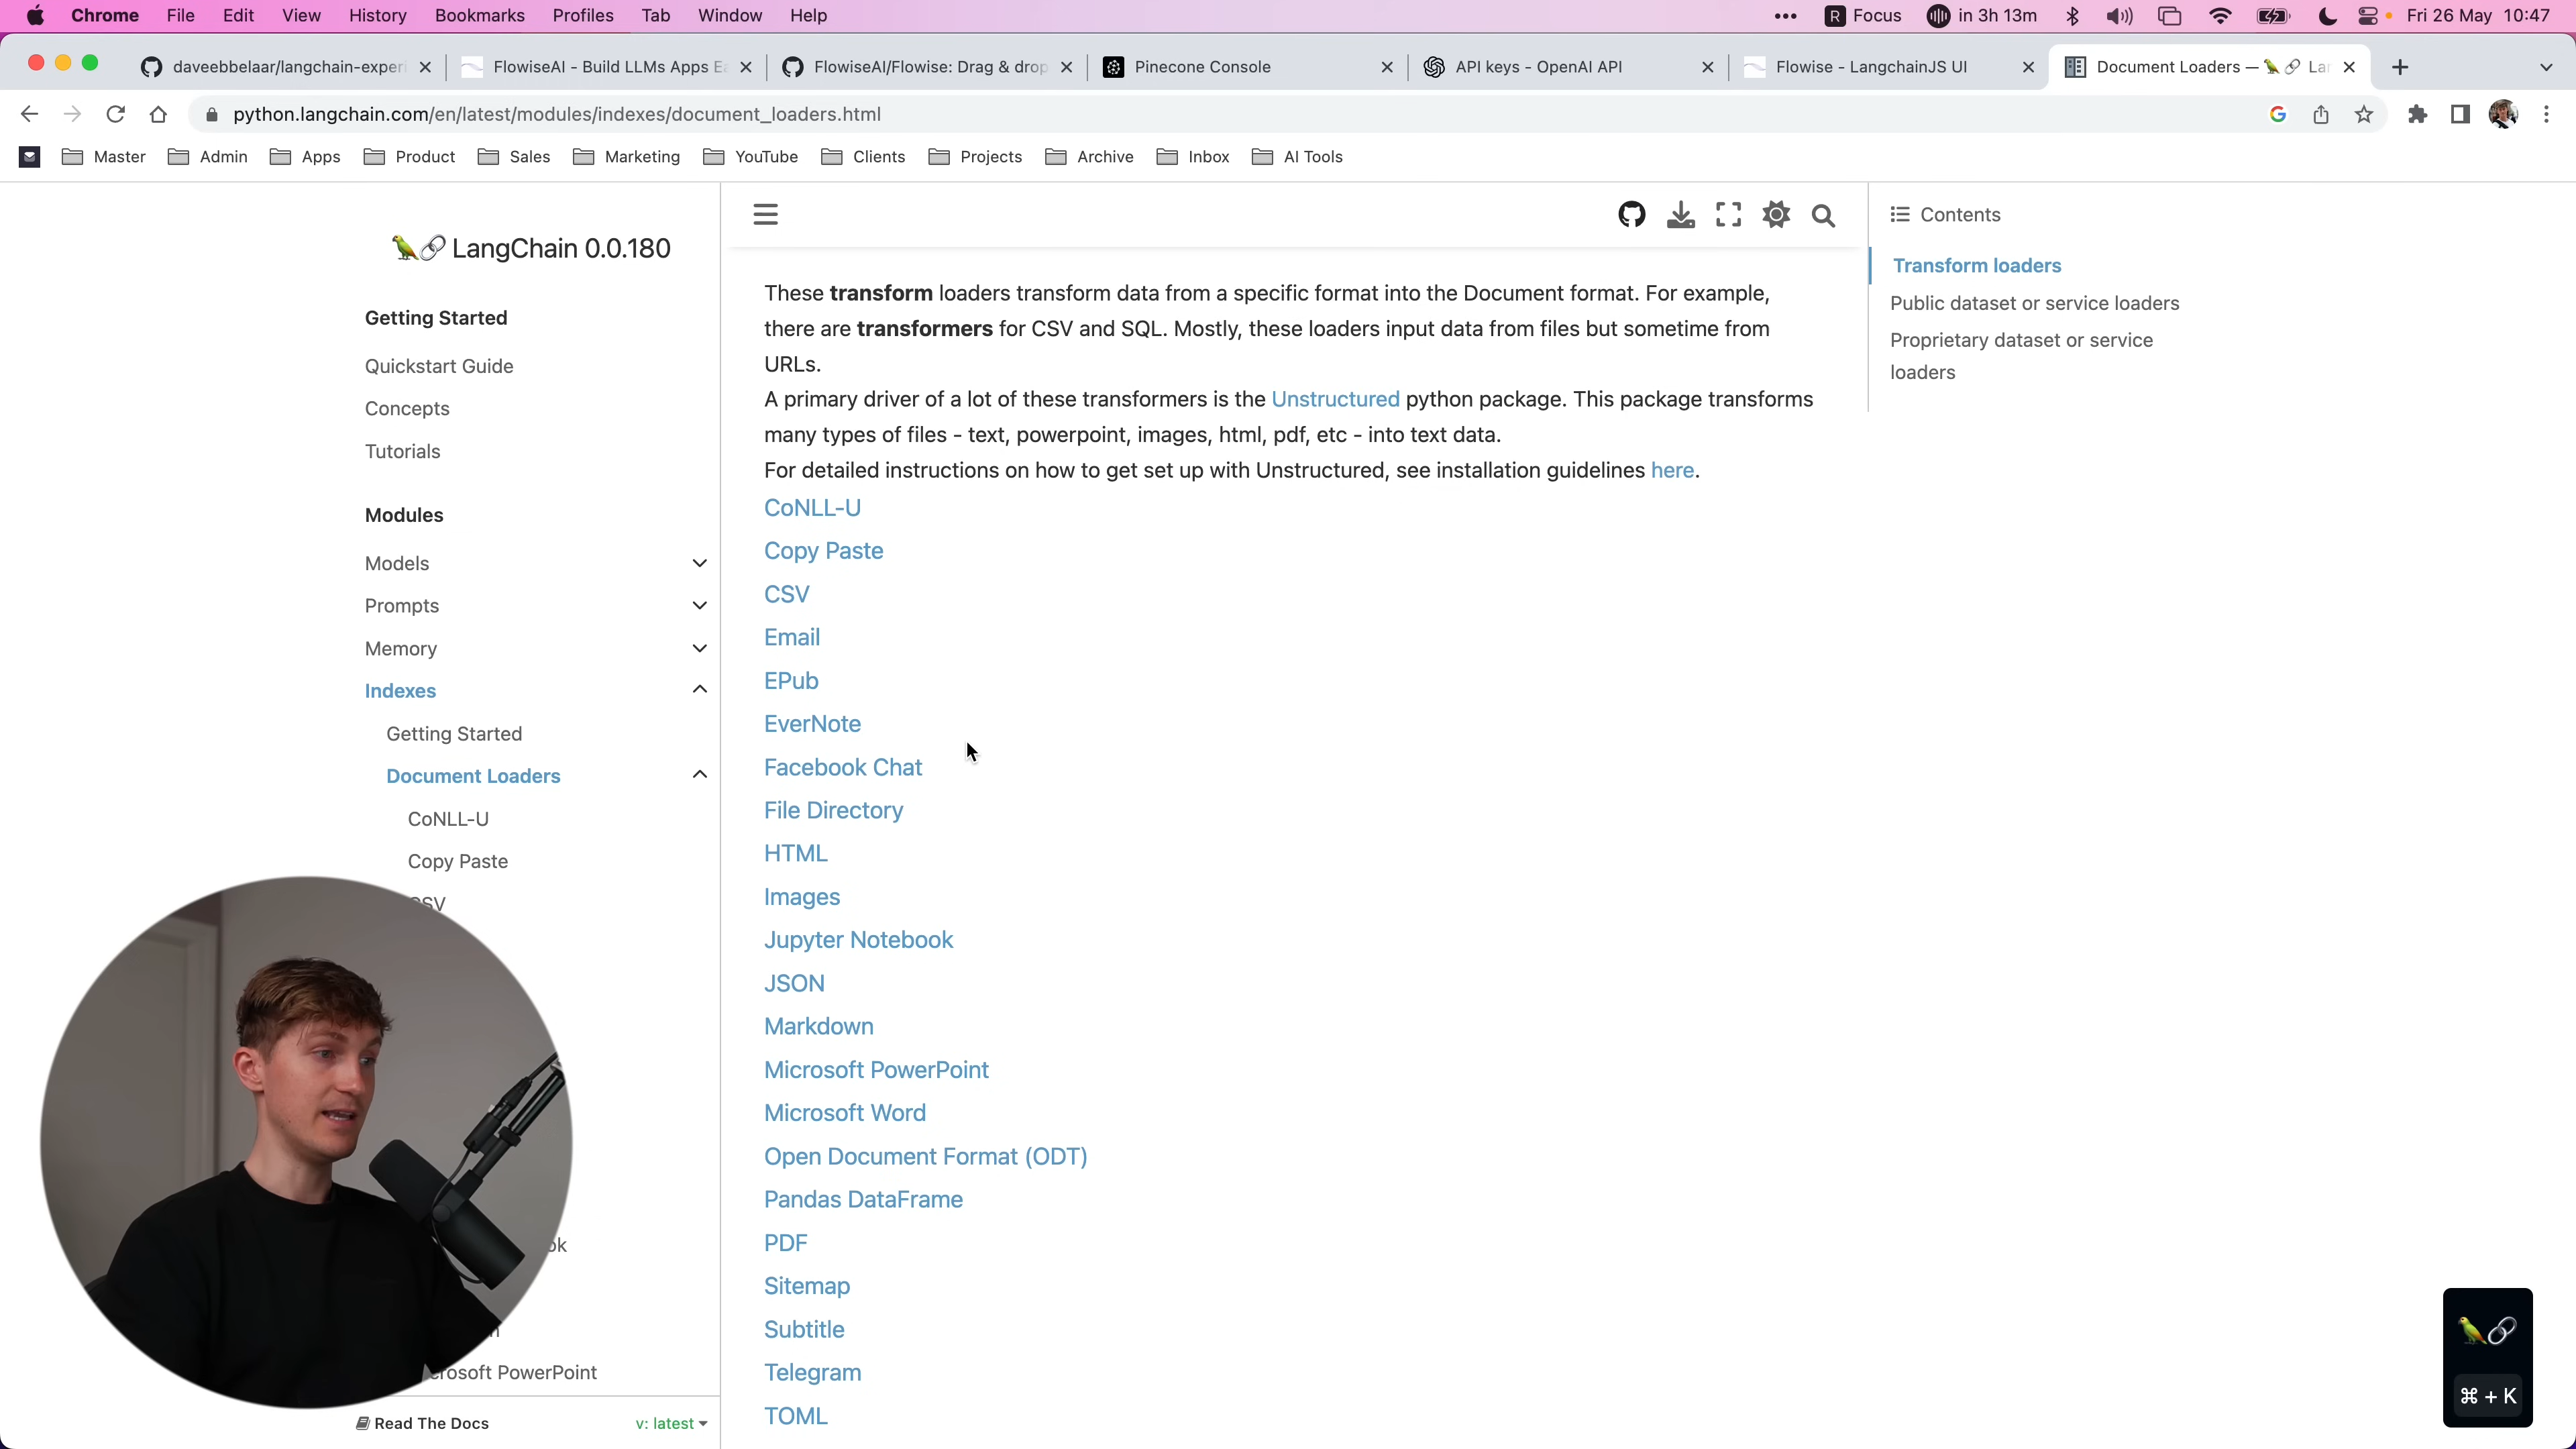 Chrome File Edit View History Bookmarks Profiles Tab Window Help
••• R Focus in 3h 13m Fri 26 May 10:47
daveebbelaar/langchain-experi
FlowiseAI - Build LLMs Apps Ea
FlowiseAI/Flowise: Drag & drop
Pinecone Console
API keys - OpenAI API
Flowise - LangchainJS UI
Document Loaders — 🦜🔗 Lan
python.langchain.com/en/latest/modules/indexes/document_loaders.html
Master Admin Apps Product Sales Marketing YouTube Clients Projects Archive Inbox AI Tools
🦜🔗 LangChain 0.0.180
Getting Started
Quickstart Guide
Concepts
Tutorials
Modules
Models
Prompts
Memory
Indexes
Getting Started
Document Loaders
CoNLL-U
Copy Paste
SV
ok
rosoft PowerPoint
Read The Docs v: latest
These transform loaders transform data from a specific format into the Document format. For example,
there are transformers for CSV and SQL. Mostly, these loaders input data from files but sometime from
URLs.
A primary driver of a lot of these transformers is the Unstructured python package. This package transforms
many types of files - text, powerpoint, images, html, pdf, etc - into text data.
For detailed instructions on how to get set up with Unstructured, see installation guidelines here.
CoNLL-U
Copy Paste
CSV
Email
EPub
EverNote
Facebook Chat
File Directory
HTML
Images
Jupyter Notebook
JSON
Markdown
Microsoft PowerPoint
Microsoft Word
Open Document Format (ODT)
Pandas DataFrame
PDF
Sitemap
Subtitle
Telegram
TOML
Contents
Transform loaders
Public dataset or service loaders
Proprietary dataset or service
loaders
🦜🔗
⌘ + K